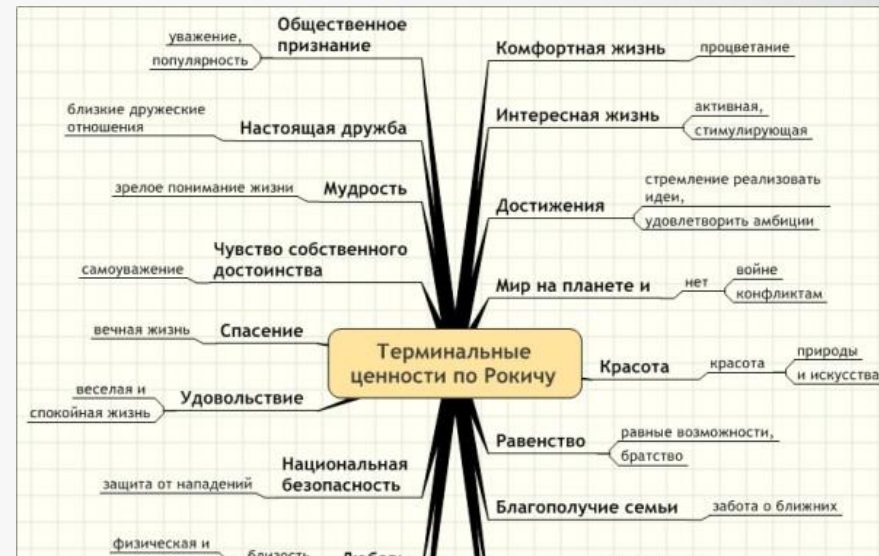 Терминальные
ценности по Рокичу
Общественное
признание
уважение,
популярность
Настоящая дружба
близкие дружеские
отношения
Мудрость
зрелое понимание жизни
Чувство собственного
достоинства
самоуважение
Спасение
вечная жизнь
Удовольствие
веселая и
спокойная жизнь
Национальная
безопасность
защита от нападений
физическая и
близость
Комфортная жизнь
процветание
Интересная жизнь
активная,
стимулирующая
Достижения
стремление реализовать
идеи,
удовлетворить амбиции
Мир на планете и
нет
войне
конфликтам
Красота
красота
природы
и искусства
Равенство
равные возможности,
братство
Благополучие семьи
забота о ближних